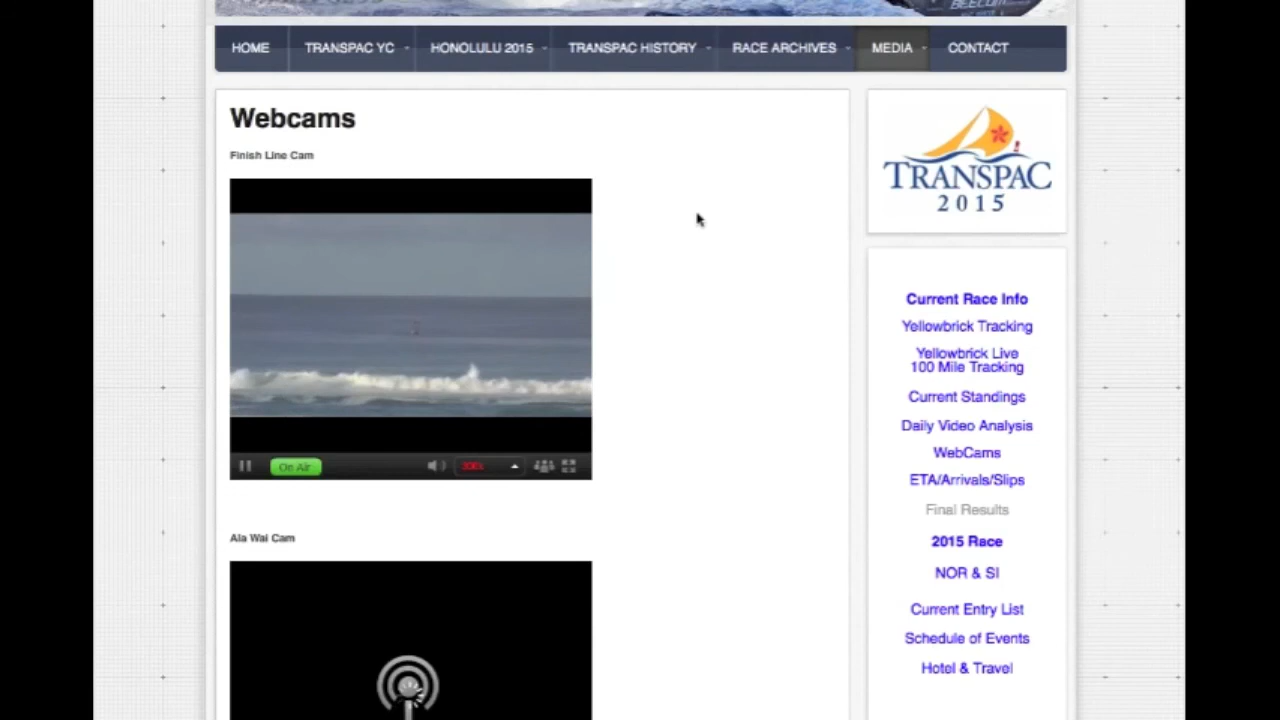 BEECOM
HOME
TRANSPAC YC
HONOLULU 2015
TRANSPAC HISTORY
RACE ARCHIVES
MEDIA
CONTACT
Webcams
Finish Line Cam
On Air
Ala Wai Cam
TRANSPAC
2015
Current Race Info
Yellowbrick Tracking
Yellowbrick Live
100 Mile Tracking
Current Standings
Daily Video Analysis
WebCams
ETA/Arrivals/Slips
Final Results
2015 Race
NOR & SI
Current Entry List
Schedule of Events
Hotel & Travel